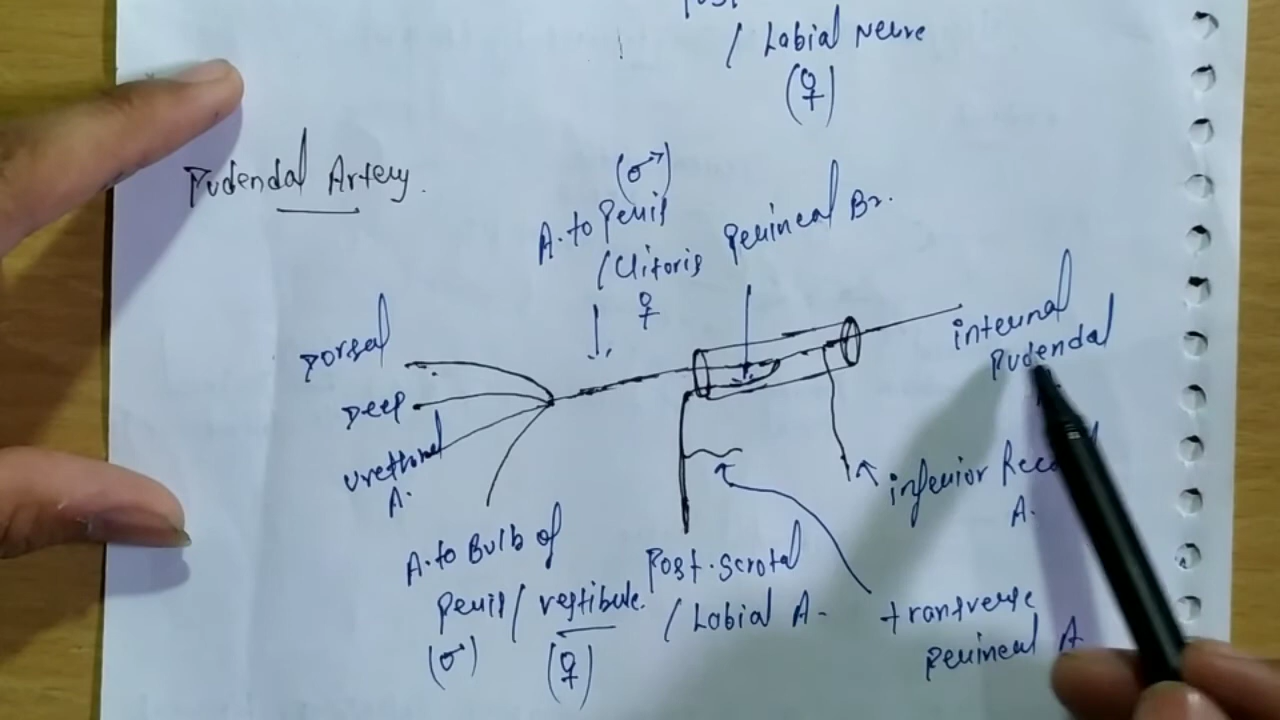 / Labial Nerve
(♀)
Pudendal Artery.
(♂)
A. to Penis
/Clitoris
♀
Perineal Br.
internal
Pudendal
Dorsal
Deep
urethral
A.
inferior
A.
A. to Bulb of
Penis/ vestibule.
(♂) (♀)
Post. Scrotal
/ Labial A.
transverse
perineal A